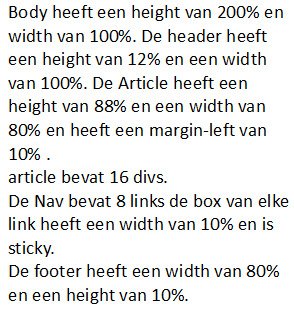 Body heeft een height van 200% en
width van 100%. De header heeft
een height van 12% en een width
van 100%. De Article heeft een
height van 88% en een width van
80% en heeft een margin-left van
10% .
article bevat 16 divs.
De Nav bevat 8 links de box van elke
link heeft een width van 10% en is
sticky.
De footer heeft een width van 80%
en een height van 10%.